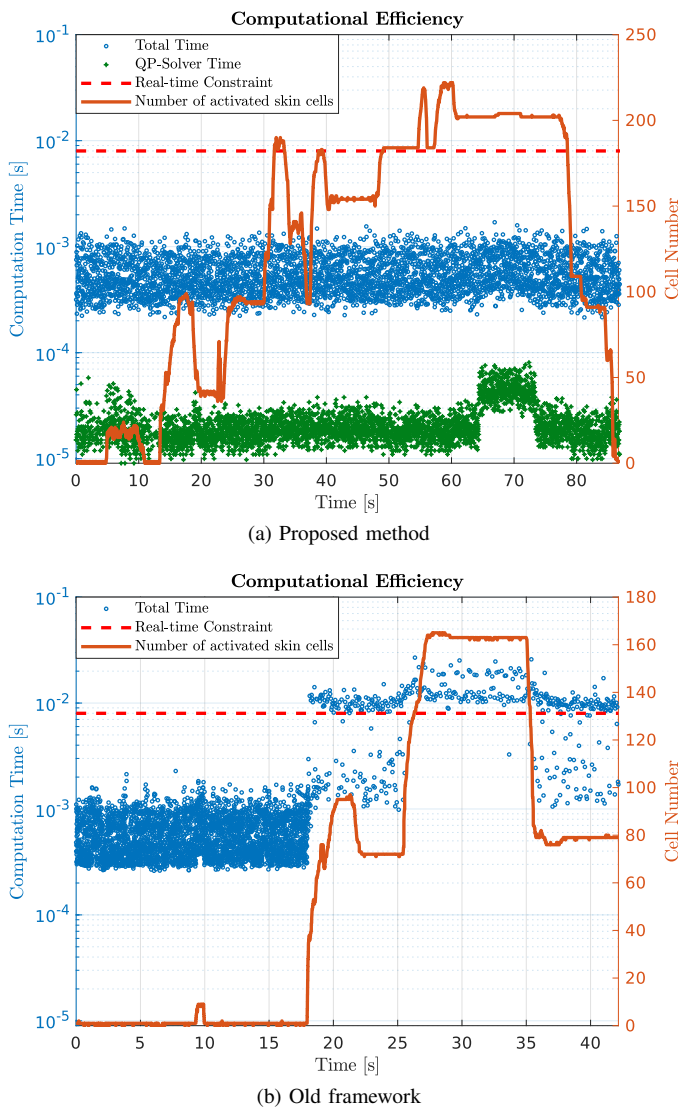 Computational Efficiency
Total Time
QP-Solver Time
Real-time Constraint
Number of activated skin cells
Computation Time [s]
10^-1
10^-2
10^-3
10^-4
10^-5
Cell Number
250
200
150
100
50
0
0 10 20 30 40 50 60 70 80
Time [s]
(a) Proposed method
Computational Efficiency
Total Time
Real-time Constraint
Number of activated skin cells
Computation Time [s]
10^-1
10^-2
10^-3
10^-4
10^-5
Cell Number
180
160
140
120
100
80
60
40
20
0
0 5 10 15 20 25 30 35 40
Time [s]
(b) Old framework